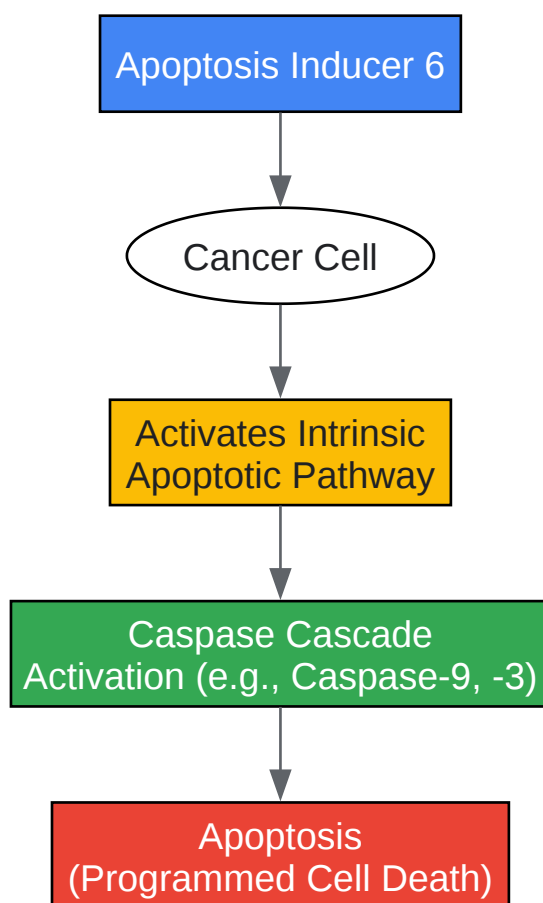 Apoptosis Inducer 6
Cancer Cell
Activates Intrinsic
Apoptotic Pathway
Caspase Cascade
Activation (e.g., Caspase-9, -3)
Apoptosis
(Programmed Cell Death)